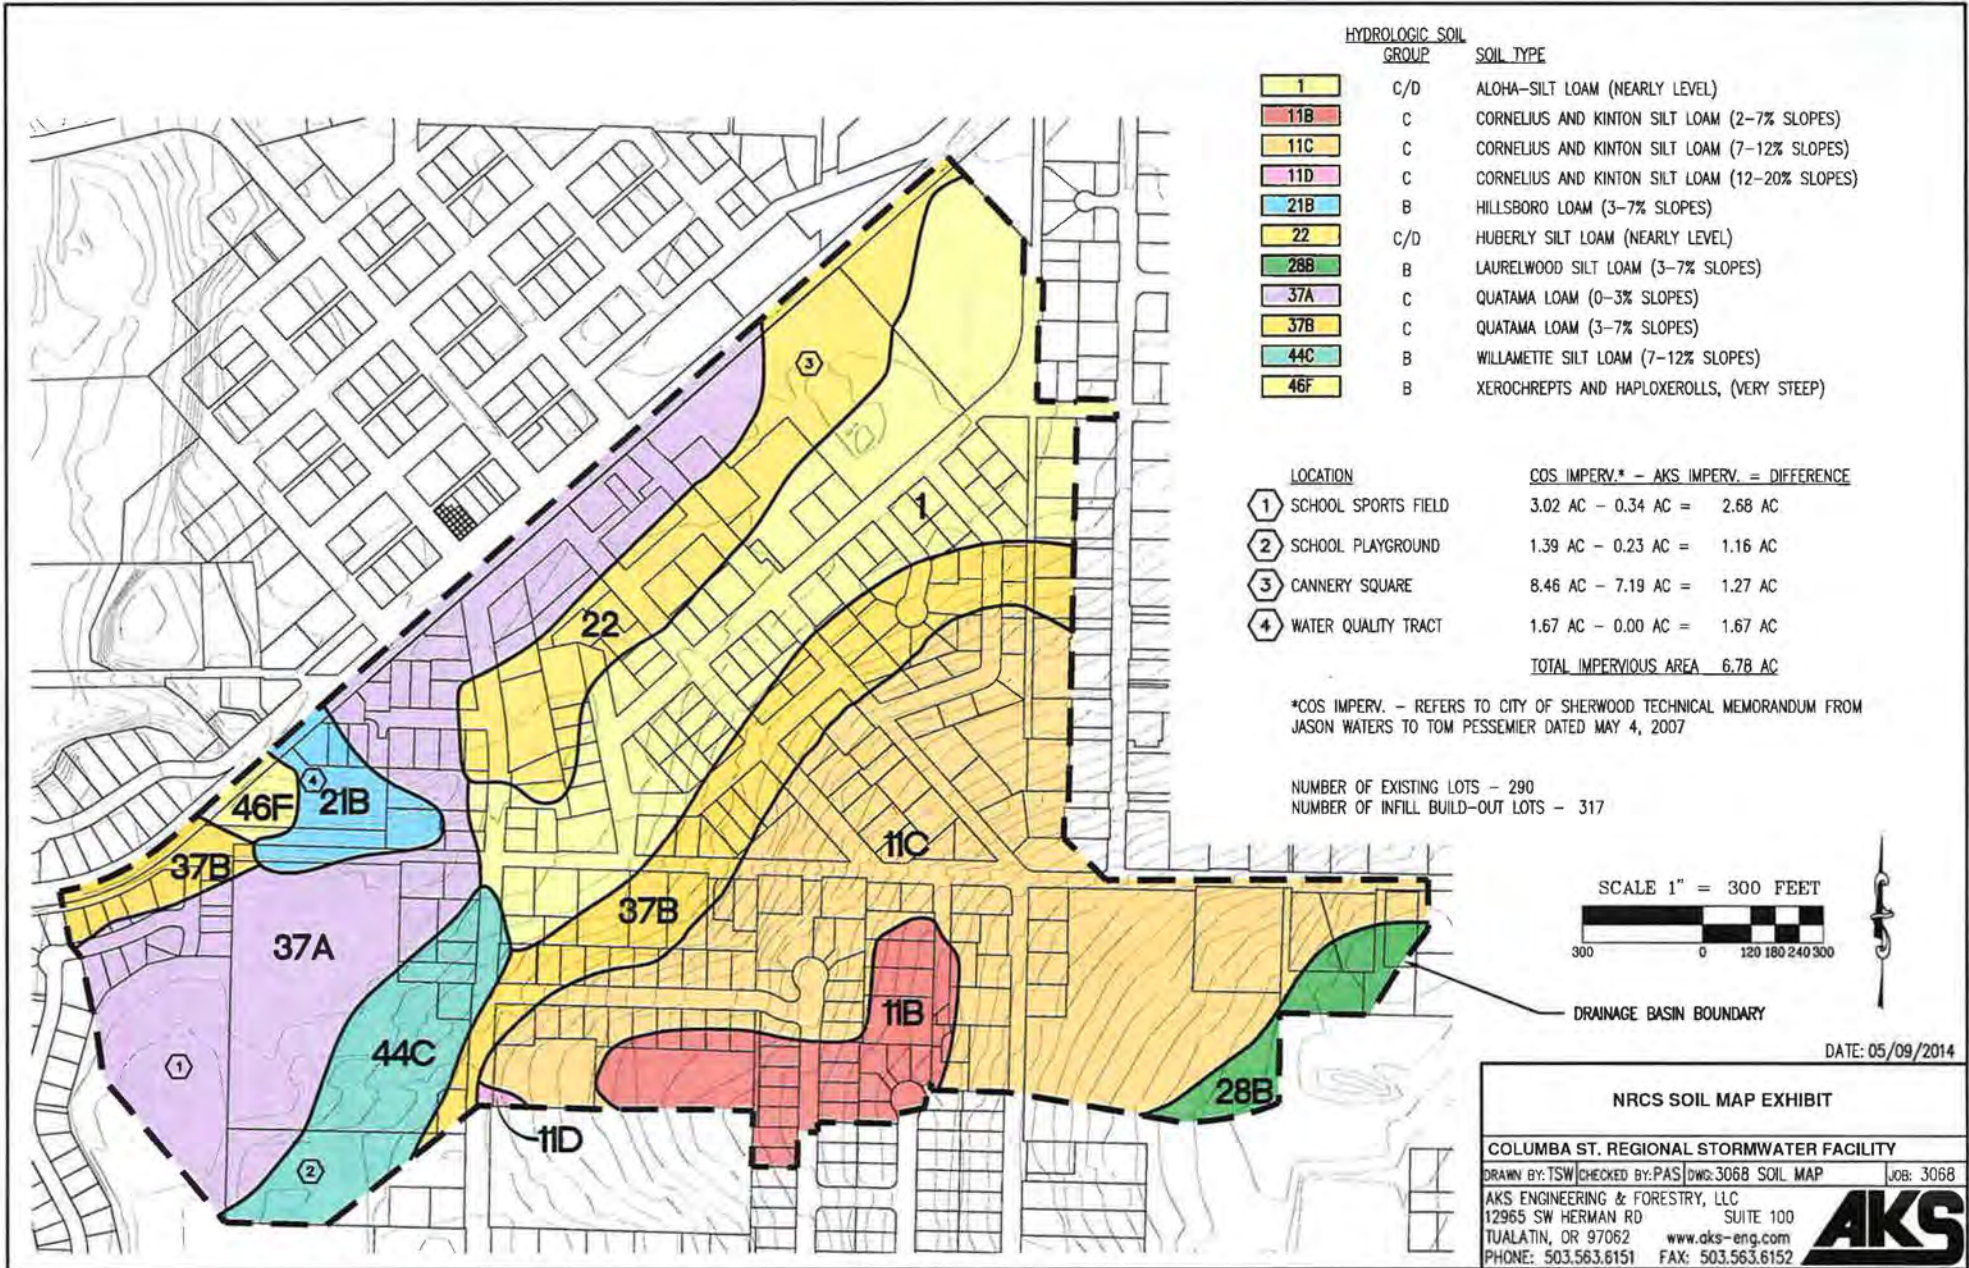 HYDROLOGIC SOIL
GROUP SOIL TYPE
1 C/D ALOHA-SILT LOAM (NEARLY LEVEL)
11B C CORNELIUS AND KINTON SILT LOAM (2-7% SLOPES)
11C C CORNELIUS AND KINTON SILT LOAM (7-12% SLOPES)
11D C CORNELIUS AND KINTON SILT LOAM (12-20% SLOPES)
21B B HILLSBORO LOAM (3-7% SLOPES)
22 C/D HUBERLY SILT LOAM (NEARLY LEVEL)
28B B LAURELWOOD SILT LOAM (3-7% SLOPES)
37A C QUATAMA LOAM (0-3% SLOPES)
37B C QUATAMA LOAM (3-7% SLOPES)
44C B WILLAMETTE SILT LOAM (7-12% SLOPES)
46F B XEROCHREPTS AND HAPLOXEROLLS, (VERY STEEP)
LOCATION COS IMPERV.* - AKS IMPERV. = DIFFERENCE
1 SCHOOL SPORTS FIELD 3.02 AC - 0.34 AC = 2.68 AC
2 SCHOOL PLAYGROUND 1.39 AC - 0.23 AC = 1.16 AC
3 CANNERY SQUARE 8.46 AC - 7.19 AC = 1.27 AC
4 WATER QUALITY TRACT 1.67 AC - 0.00 AC = 1.67 AC
TOTAL IMPERVIOUS AREA 6.78 AC
*COS IMPERV. - REFERS TO CITY OF SHERWOOD TECHNICAL MEMORANDUM FROM
JASON WATERS TO TOM PESSEMIER DATED MAY 4, 2007
NUMBER OF EXISTING LOTS - 290
NUMBER OF INFILL BUILD-OUT LOTS - 317
SCALE 1" = 300 FEET
300 0 120 180 240 300
DRAINAGE BASIN BOUNDARY
3
1
22
4
46F
21B
37B
11C
37B
37A
11B
1
44C
28B
11D
2
DATE: 05/09/2014
NRCS SOIL MAP EXHIBIT
COLUMBA ST. REGIONAL STORMWATER FACILITY
DRAWN BY: TSW CHECKED BY: PAS DWG: 3068 SOIL MAP JOB: 3068
AKS ENGINEERING & FORESTRY, LLC
12965 SW HERMAN RD SUITE 100
TUALATIN, OR 97062 www.aks-eng.com
PHONE: 503.563.6151 FAX: 503.563.6152
AKS